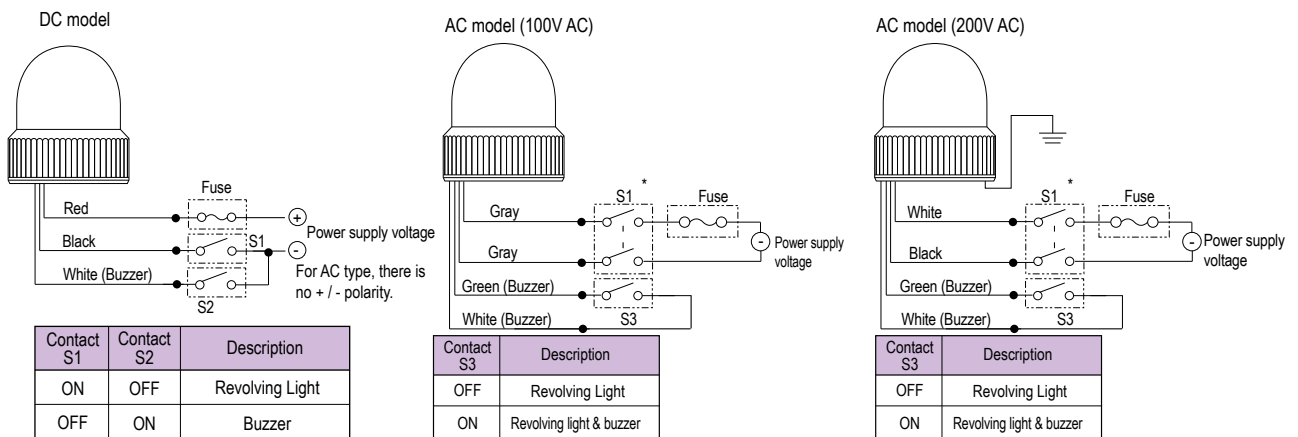 DC model
Fuse
Red
+
Black
S1
-
Power supply voltage
White (Buzzer)
For AC type, there is
no + / - polarity.
S2
Contact S1 Contact S2 Description
ON OFF Revolving Light
OFF ON Buzzer
AC model (100V AC)
*
S1
Fuse
Gray
Gray
-
Power supply
voltage
Green (Buzzer)
White (Buzzer)
S3
Contact S3 Description
OFF Revolving Light
ON Revolving light & buzzer
AC model (200V AC)
*
S1
Fuse
White
Black
-
Power supply
voltage
Green (Buzzer)
White (Buzzer)
S3
Contact S3 Description
OFF Revolving Light
ON Revolving light & buzzer